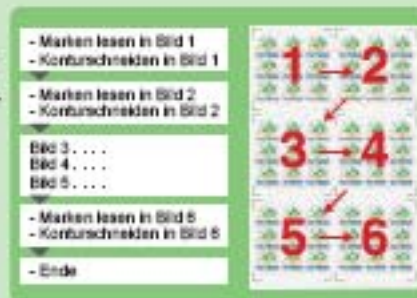 - Marken lesen in Bild 1
- Konturschneiden in Bild 1
- Marken lesen in Bild 2
- Konturschneiden in Bild 2
Bild 3 . . . .
Bild 4 . . . .
Bild 5 . . . .
- Marken lesen in Bild 6
- Konturschneiden in Bild 6
- Ende
1 2
3 4
5 6